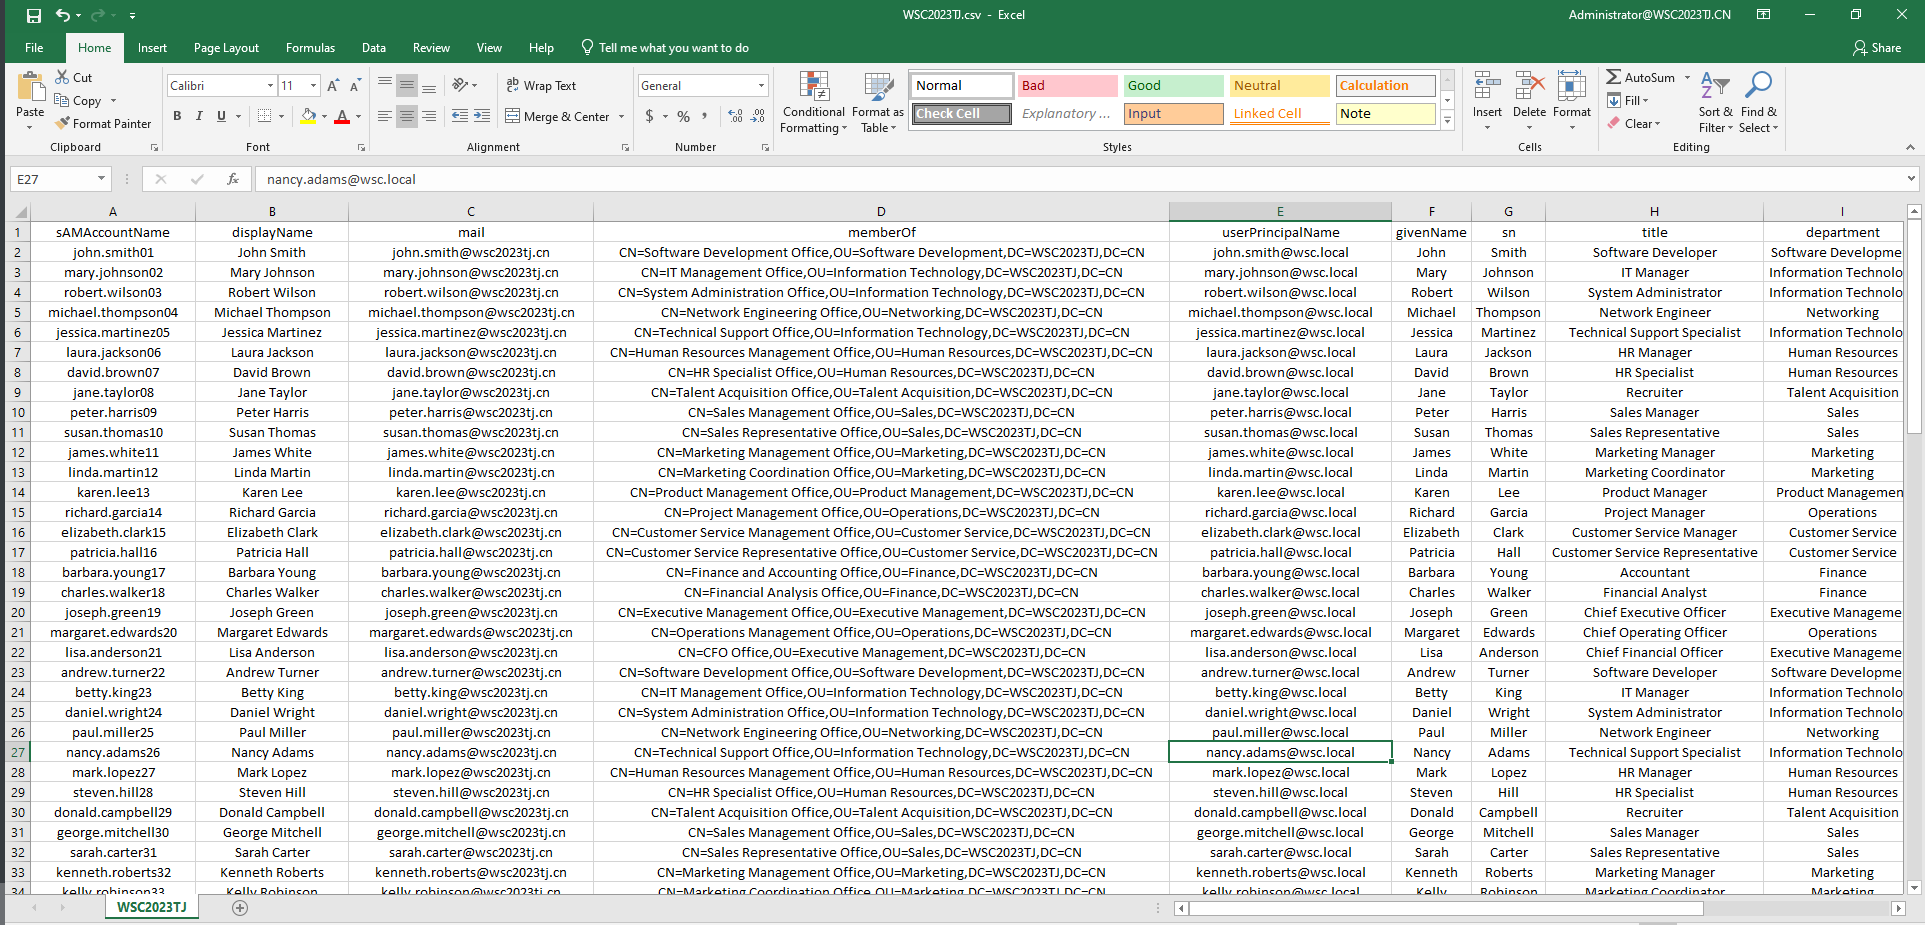 WSC2023TJ.csv - Excel
Administrator@WSC2023TJ.CN
File Home Insert Page Layout Formulas Data Review View Help Tell me what you want to do Share
Paste Cut Copy Format Painter Clipboard
Calibri 11 B I U Font
Wrap Text Merge & Center Alignment
General $ % Number
Conditional Formatting Format as Table
Normal Bad Good Neutral Calculation
Check Cell Explanatory ... Input Linked Cell Note
Styles
Insert Delete Format Cells
AutoSum Fill Clear Sort & Filter Find & Select Editing
E27 fx nancy.adams@wsc.local
A B C D E F G H I
1 sAMAccountName displayName mail memberOf userPrincipalName givenName sn title department
2 john.smith01 John Smith john.smith@wsc2023tj.cn CN=Software Development Office,OU=Software Development,DC=WSC2023TJ,DC=CN john.smith@wsc.local John Smith Software Developer Software Developme
3 mary.johnson02 Mary Johnson mary.johnson@wsc2023tj.cn CN=IT Management Office,OU=Information Technology,DC=WSC2023TJ,DC=CN mary.johnson@wsc.local Mary Johnson IT Manager Information Technolo
4 robert.wilson03 Robert Wilson robert.wilson@wsc2023tj.cn CN=System Administration Office,OU=Information Technology,DC=WSC2023TJ,DC=CN robert.wilson@wsc.local Robert Wilson System Administrator Information Technolo
5 michael.thompson04 Michael Thompson michael.thompson@wsc2023tj.cn CN=Network Engineering Office,OU=Networking,DC=WSC2023TJ,DC=CN michael.thompson@wsc.local Michael Thompson Network Engineer Networking
6 jessica.martinez05 Jessica Martinez jessica.martinez@wsc2023tj.cn CN=Technical Support Office,OU=Information Technology,DC=WSC2023TJ,DC=CN jessica.martinez@wsc.local Jessica Martinez Technical Support Specialist Information Technolo
7 laura.jackson06 Laura Jackson laura.jackson@wsc2023tj.cn CN=Human Resources Management Office,OU=Human Resources,DC=WSC2023TJ,DC=CN laura.jackson@wsc.local Laura Jackson HR Manager Human Resources
8 david.brown07 David Brown david.brown@wsc2023tj.cn CN=HR Specialist Office,OU=Human Resources,DC=WSC2023TJ,DC=CN david.brown@wsc.local David Brown HR Specialist Human Resources
9 jane.taylor08 Jane Taylor jane.taylor@wsc2023tj.cn CN=Talent Acquisition Office,OU=Talent Acquisition,DC=WSC2023TJ,DC=CN jane.taylor@wsc.local Jane Taylor Recruiter Talent Acquisition
10 peter.harris09 Peter Harris peter.harris@wsc2023tj.cn CN=Sales Management Office,OU=Sales,DC=WSC2023TJ,DC=CN peter.harris@wsc.local Peter Harris Sales Manager Sales
11 susan.thomas10 Susan Thomas susan.thomas@wsc2023tj.cn CN=Sales Representative Office,OU=Sales,DC=WSC2023TJ,DC=CN susan.thomas@wsc.local Susan Thomas Sales Representative Sales
12 james.white11 James White james.white@wsc2023tj.cn CN=Marketing Management Office,OU=Marketing,DC=WSC2023TJ,DC=CN james.white@wsc.local James White Marketing Manager Marketing
13 linda.martin12 Linda Martin linda.martin@wsc2023tj.cn CN=Marketing Coordination Office,OU=Marketing,DC=WSC2023TJ,DC=CN linda.martin@wsc.local Linda Martin Marketing Coordinator Marketing
14 karen.lee13 Karen Lee karen.lee@wsc2023tj.cn CN=Product Management Office,OU=Product Management,DC=WSC2023TJ,DC=CN karen.lee@wsc.local Karen Lee Product Manager Product Managemen
15 richard.garcia14 Richard Garcia richard.garcia@wsc2023tj.cn CN=Project Management Office,OU=Operations,DC=WSC2023TJ,DC=CN richard.garcia@wsc.local Richard Garcia Project Manager Operations
16 elizabeth.clark15 Elizabeth Clark elizabeth.clark@wsc2023tj.cn CN=Customer Service Management Office,OU=Customer Service,DC=WSC2023TJ,DC=CN elizabeth.clark@wsc.local Elizabeth Clark Customer Service Manager Customer Service
17 patricia.hall16 Patricia Hall patricia.hall@wsc2023tj.cn CN=Customer Service Representative Office,OU=Customer Service,DC=WSC2023TJ,DC=CN patricia.hall@wsc.local Patricia Hall Customer Service Representative Customer Service
18 barbara.young17 Barbara Young barbara.young@wsc2023tj.cn CN=Finance and Accounting Office,OU=Finance,DC=WSC2023TJ,DC=CN barbara.young@wsc.local Barbara Young Accountant Finance
19 charles.walker18 Charles Walker charles.walker@wsc2023tj.cn CN=Financial Analysis Office,OU=Finance,DC=WSC2023TJ,DC=CN charles.walker@wsc.local Charles Walker Financial Analyst Finance
20 joseph.green19 Joseph Green joseph.green@wsc2023tj.cn CN=Executive Management Office,OU=Executive Management,DC=WSC2023TJ,DC=CN joseph.green@wsc.local Joseph Green Chief Executive Officer Executive Manageme
21 margaret.edwards20 Margaret Edwards margaret.edwards@wsc2023tj.cn CN=Operations Management Office,OU=Operations,DC=WSC2023TJ,DC=CN margaret.edwards@wsc.local Margaret Edwards Chief Operating Officer Operations
22 lisa.anderson21 Lisa Anderson lisa.anderson@wsc2023tj.cn CN=CFO Office,OU=Executive Management,DC=WSC2023TJ,DC=CN lisa.anderson@wsc.local Lisa Anderson Chief Financial Officer Executive Manageme
23 andrew.turner22 Andrew Turner andrew.turner@wsc2023tj.cn CN=Software Development Office,OU=Software Development,DC=WSC2023TJ,DC=CN andrew.turner@wsc.local Andrew Turner Software Developer Software Developme
24 betty.king23 Betty King betty.king@wsc2023tj.cn CN=IT Management Office,OU=Information Technology,DC=WSC2023TJ,DC=CN betty.king@wsc.local Betty King IT Manager Information Technolo
25 daniel.wright24 Daniel Wright daniel.wright@wsc2023tj.cn CN=System Administration Office,OU=Information Technology,DC=WSC2023TJ,DC=CN daniel.wright@wsc.local Daniel Wright System Administrator Information Technolo
26 paul.miller25 Paul Miller paul.miller@wsc2023tj.cn CN=Network Engineering Office,OU=Networking,DC=WSC2023TJ,DC=CN paul.miller@wsc.local Paul Miller Network Engineer Networking
27 nancy.adams26 Nancy Adams nancy.adams@wsc2023tj.cn CN=Technical Support Office,OU=Information Technology,DC=WSC2023TJ,DC=CN nancy.adams@wsc.local Nancy Adams Technical Support Specialist Information Technolo
28 mark.lopez27 Mark Lopez mark.lopez@wsc2023tj.cn CN=Human Resources Management Office,OU=Human Resources,DC=WSC2023TJ,DC=CN mark.lopez@wsc.local Mark Lopez HR Manager Human Resources
29 steven.hill28 Steven Hill steven.hill@wsc2023tj.cn CN=HR Specialist Office,OU=Human Resources,DC=WSC2023TJ,DC=CN steven.hill@wsc.local Steven Hill HR Specialist Human Resources
30 donald.campbell29 Donald Campbell donald.campbell@wsc2023tj.cn CN=Talent Acquisition Office,OU=Talent Acquisition,DC=WSC2023TJ,DC=CN donald.campbell@wsc.local Donald Campbell Recruiter Talent Acquisition
31 george.mitchell30 George Mitchell george.mitchell@wsc2023tj.cn CN=Sales Management Office,OU=Sales,DC=WSC2023TJ,DC=CN george.mitchell@wsc.local George Mitchell Sales Manager Sales
32 sarah.carter31 Sarah Carter sarah.carter@wsc2023tj.cn CN=Sales Representative Office,OU=Sales,DC=WSC2023TJ,DC=CN sarah.carter@wsc.local Sarah Carter Sales Representative Sales
33 kenneth.roberts32 Kenneth Roberts kenneth.roberts@wsc2023tj.cn CN=Marketing Management Office,OU=Marketing,DC=WSC2023TJ,DC=CN kenneth.roberts@wsc.local Kenneth Roberts Marketing Manager Marketing
34 kelly.robinson33 Kelly Robinson kelly.robinson@wsc2023tj.cn CN=Marketing Coordination Office,OU=Marketing,DC=WSC2023TJ,DC=CN kelly.robinson@wsc.local Kelly Robinson Marketing Coordinator Marketing
WSC2023TJ